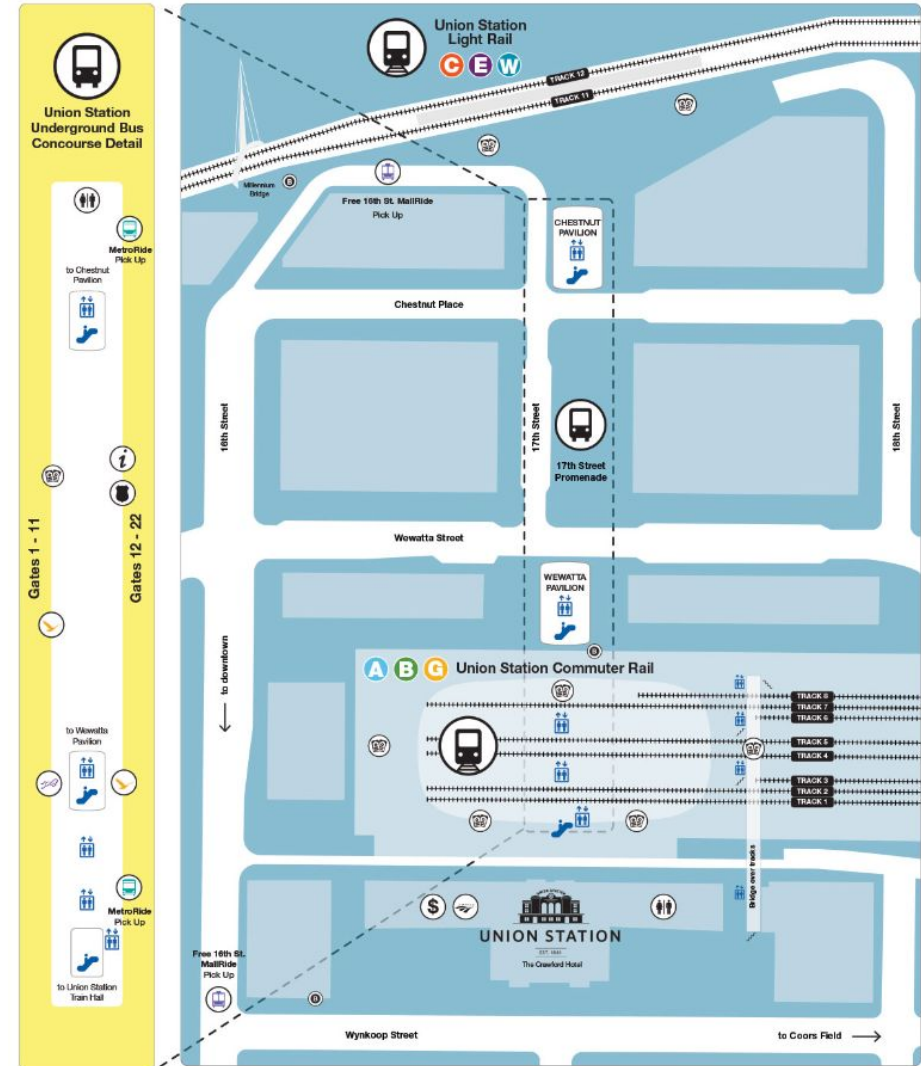 Union Station
Underground Bus
Concourse Detail
MetroRide
Pick Up
to Chestnut
Pavilion
i
Gates 1 - 11
Gates 12 - 22
to Wewatta
Pavilion
MetroRide
Pick Up
to Union Station
Train Hall
Union Station
Light Rail
C E W
TRACK 12
TRACK 11
Millennium
Bridge
B
Free 16th St. MallRide
Pick Up
CHESTNUT
PAVILION
Chestnut Place
16th Street
17th Street
18th Street
17th Street
Promenade
Wewatta Street
WEWATTA
PAVILION
B
to downtown
A B G Union Station Commuter Rail
TRACK 8
TRACK 7
TRACK 6
TRACK 5
TRACK 4
TRACK 3
TRACK 2
TRACK 1
Bridge over tracks
$
UNION STATION
UNION STATION
The Crawford Hotel
Free 16th St.
MallRide
Pick Up
B
Wynkoop Street
to Coors Field